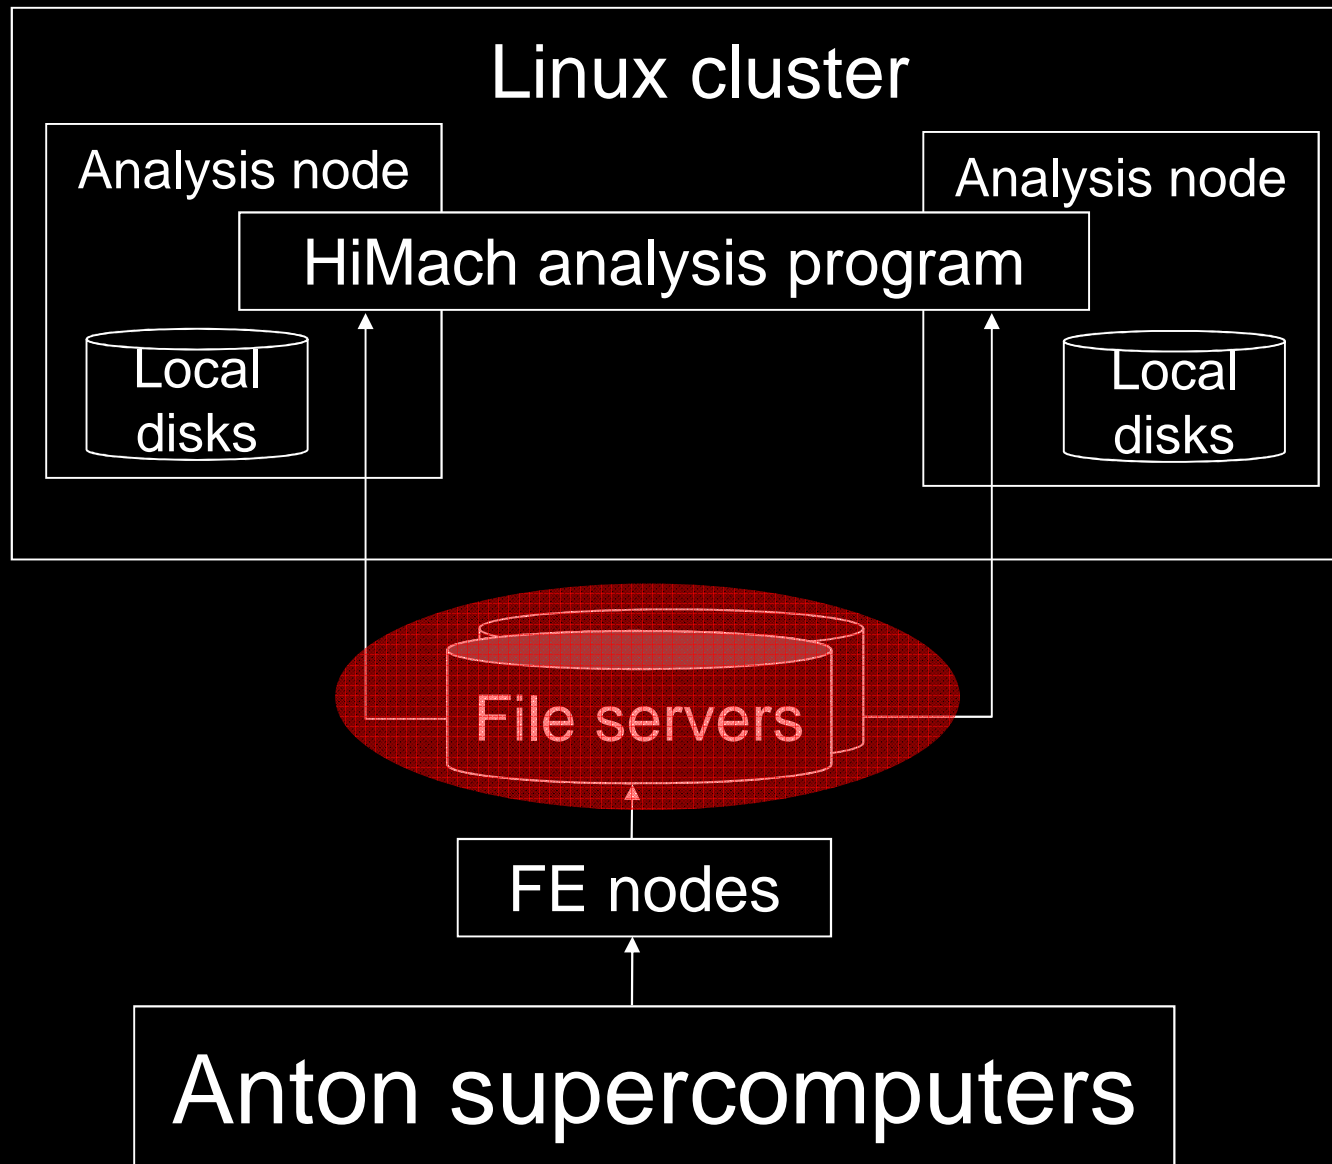 Linux cluster
Analysis node
Analysis node
HiMach analysis program
Local
disks
Local
disks
File servers
FE nodes
Anton supercomputers